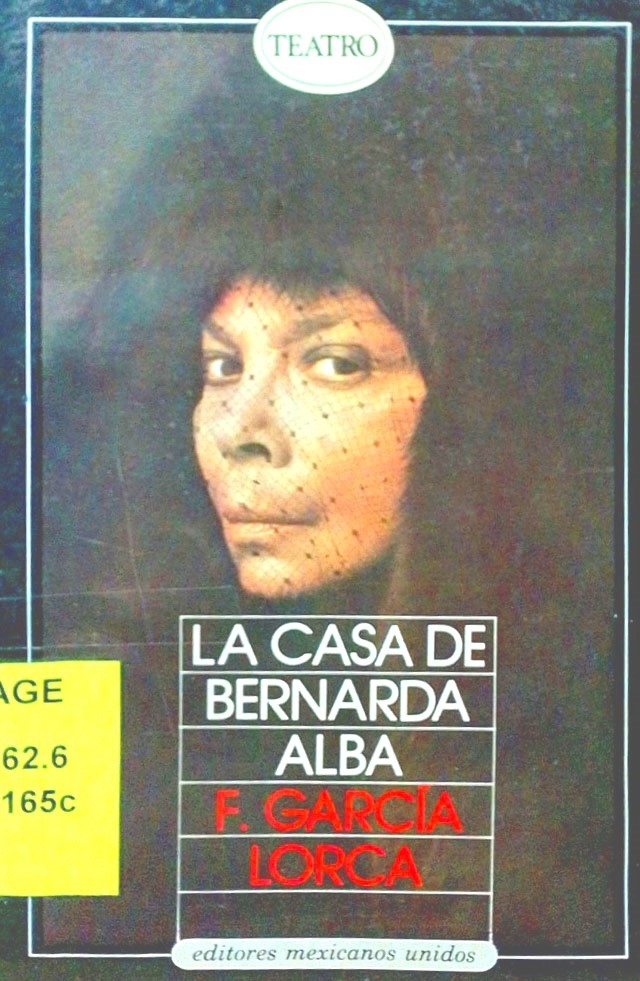 TEATRO
LA CASA DE
BERNARDA
ALBA
F. GARCÍA
LORCA
AGE
62.6
165c
editores mexicanos unidos